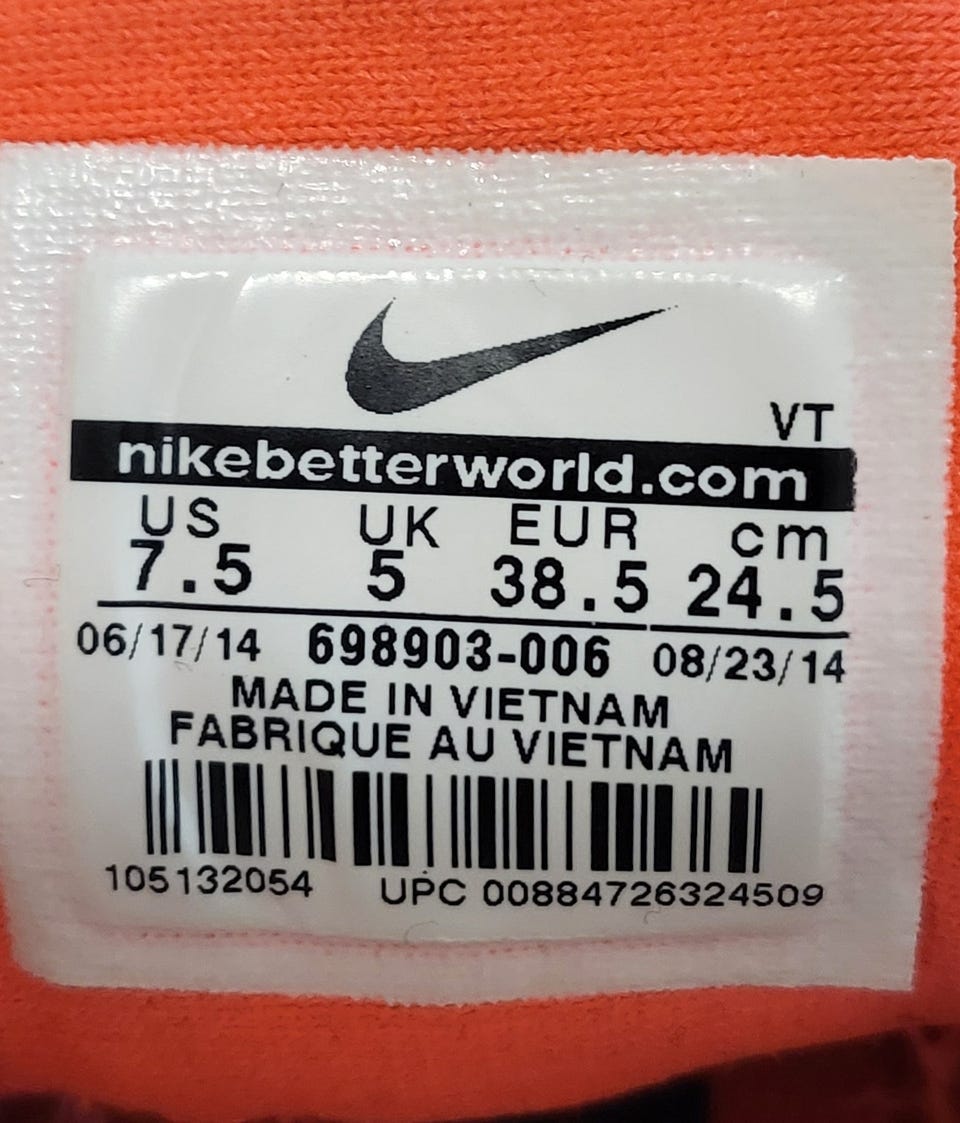 VT
nikebetterworld.com
US UK EUR cm
7.5 5 38.5 24.5
06/17/14 698903-006 08/23/14
MADE IN VIETNAM
FABRIQUE AU VIETNAM
105132054 UPC 00884726324509